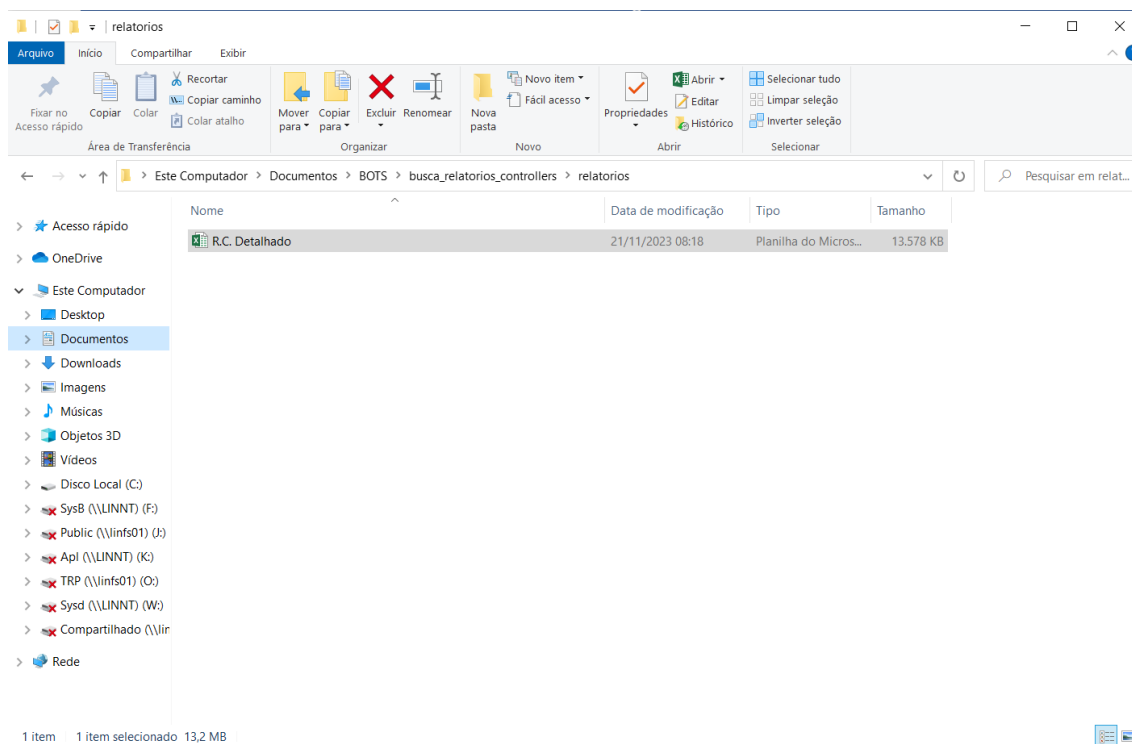 relatorios
Arquivo Início Compartilhar Exibir
Fixar no
Acesso rápido
Copiar
Colar
Recortar
Copiar caminho
Colar atalho
Área de Transferência
Mover
para
Copiar
para
Excluir
Renomear
Organizar
Nova
pasta
Novo item
Fácil acesso
Novo
Propriedades
Abrir
Editar
Histórico
Abrir
Selecionar tudo
Limpar seleção
Inverter seleção
Selecionar
Este Computador > Documentos > BOTS > busca_relatorios_controllers > relatorios
Pesquisar em relat...
Nome Data de modificação Tipo Tamanho
R.C. Detalhado 21/11/2023 08:18 Planilha do Micros... 13.578 KB
Acesso rápido
OneDrive
Este Computador
Desktop
Documentos
Downloads
Imagens
Músicas
Objetos 3D
Vídeos
Disco Local (C:)
SysB (\\LINNT) (F:)
Public (\\linfs01) (J:)
Apl (\\LINNT) (K:)
TRP (\\linfs01) (O:)
Sysd (\\LINNT) (W:)
Compartilhado (\\lin
Rede
1 item 1 item selecionado 13,2 MB